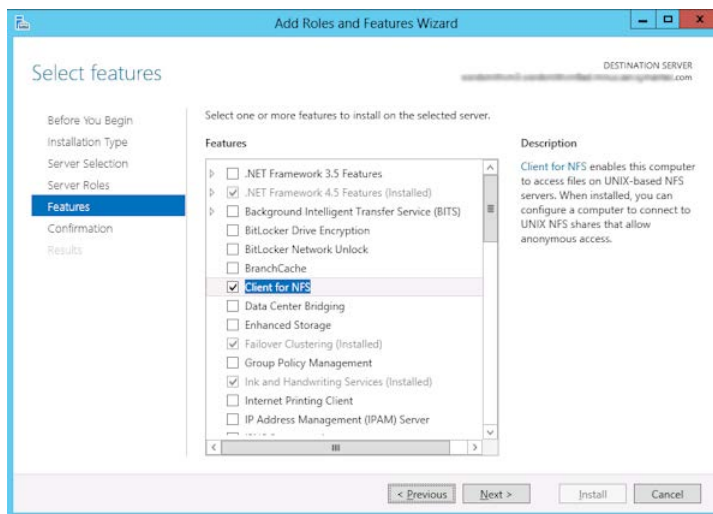 Add Roles and Features Wizard
Select features
DESTINATION SERVER
.com
Before You Begin
Installation Type
Server Selection
Server Roles
Features
Confirmation
Results
Select one or more features to install on the selected server.
Features
.NET Framework 3.5 Features
.NET Framework 4.5 Features (Installed)
Background Intelligent Transfer Service (BITS)
BitLocker Drive Encryption
BitLocker Network Unlock
BranchCache
Client for NFS
Data Center Bridging
Enhanced Storage
Failover Clustering (Installed)
Group Policy Management
Ink and Handwriting Services (Installed)
Internet Printing Client
IP Address Management (IPAM) Server
Description
Client for NFS enables this computer
to access files on UNIX-based NFS
servers. When installed, you can
configure a computer to connect to
UNIX NFS shares that allow
anonymous access.
< Previous
Next >
Install
Cancel